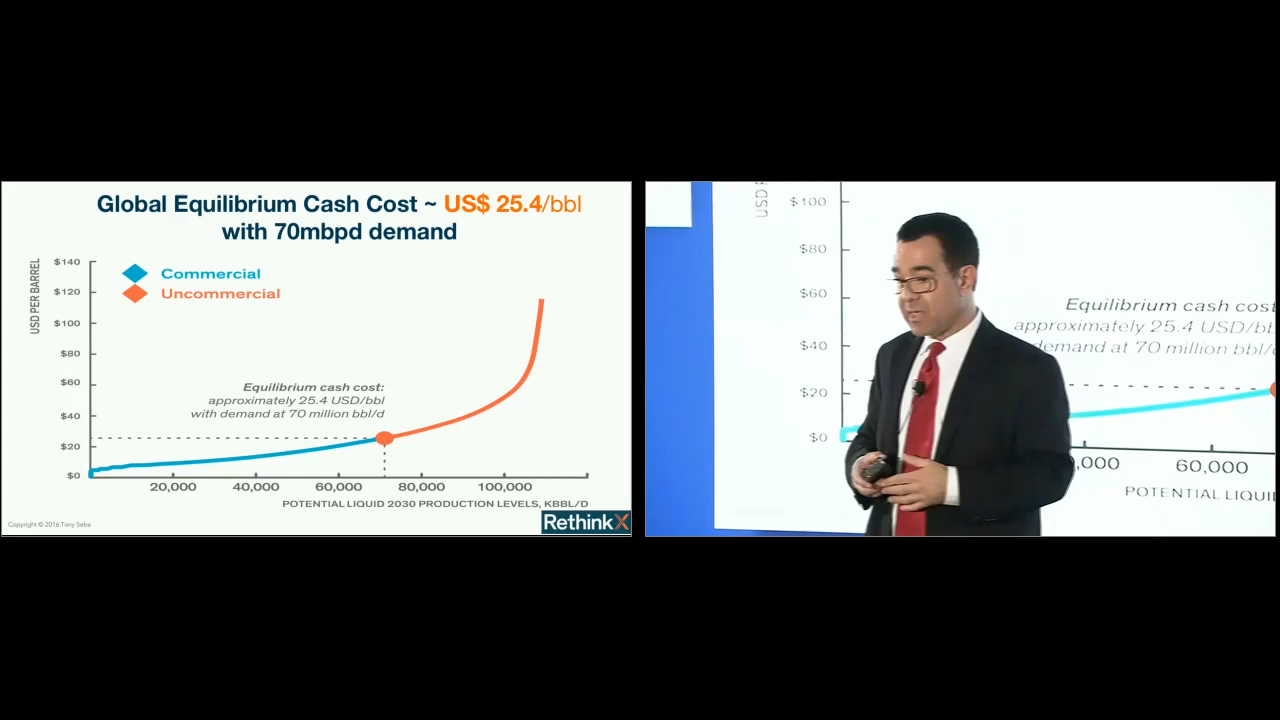 Global Equilibrium Cash Cost ~ US$ 25.4/bbl
with 70mbpd demand
USD PER BARREL
$140
$120
$100
$80
$60
$40
$20
$0
Commercial
Uncommercial
Equilibrium cash cost:
approximately 25.4 USD/bbl
with demand at 70 million bbl/d
20,000
40,000
60,000
80,000
100,000
POTENTIAL LIQUID 2030 PRODUCTION LEVELS, KBBL/D
Copyright © 2016 Tony Seba
RethinkX
USD
$100
$80
$60
$40
$20
$0
Equilibrium cash cost
approximately 25.4 USD/bb
demand at 70 million bbl/
,000
60,000
POTENTIAL LIQUI